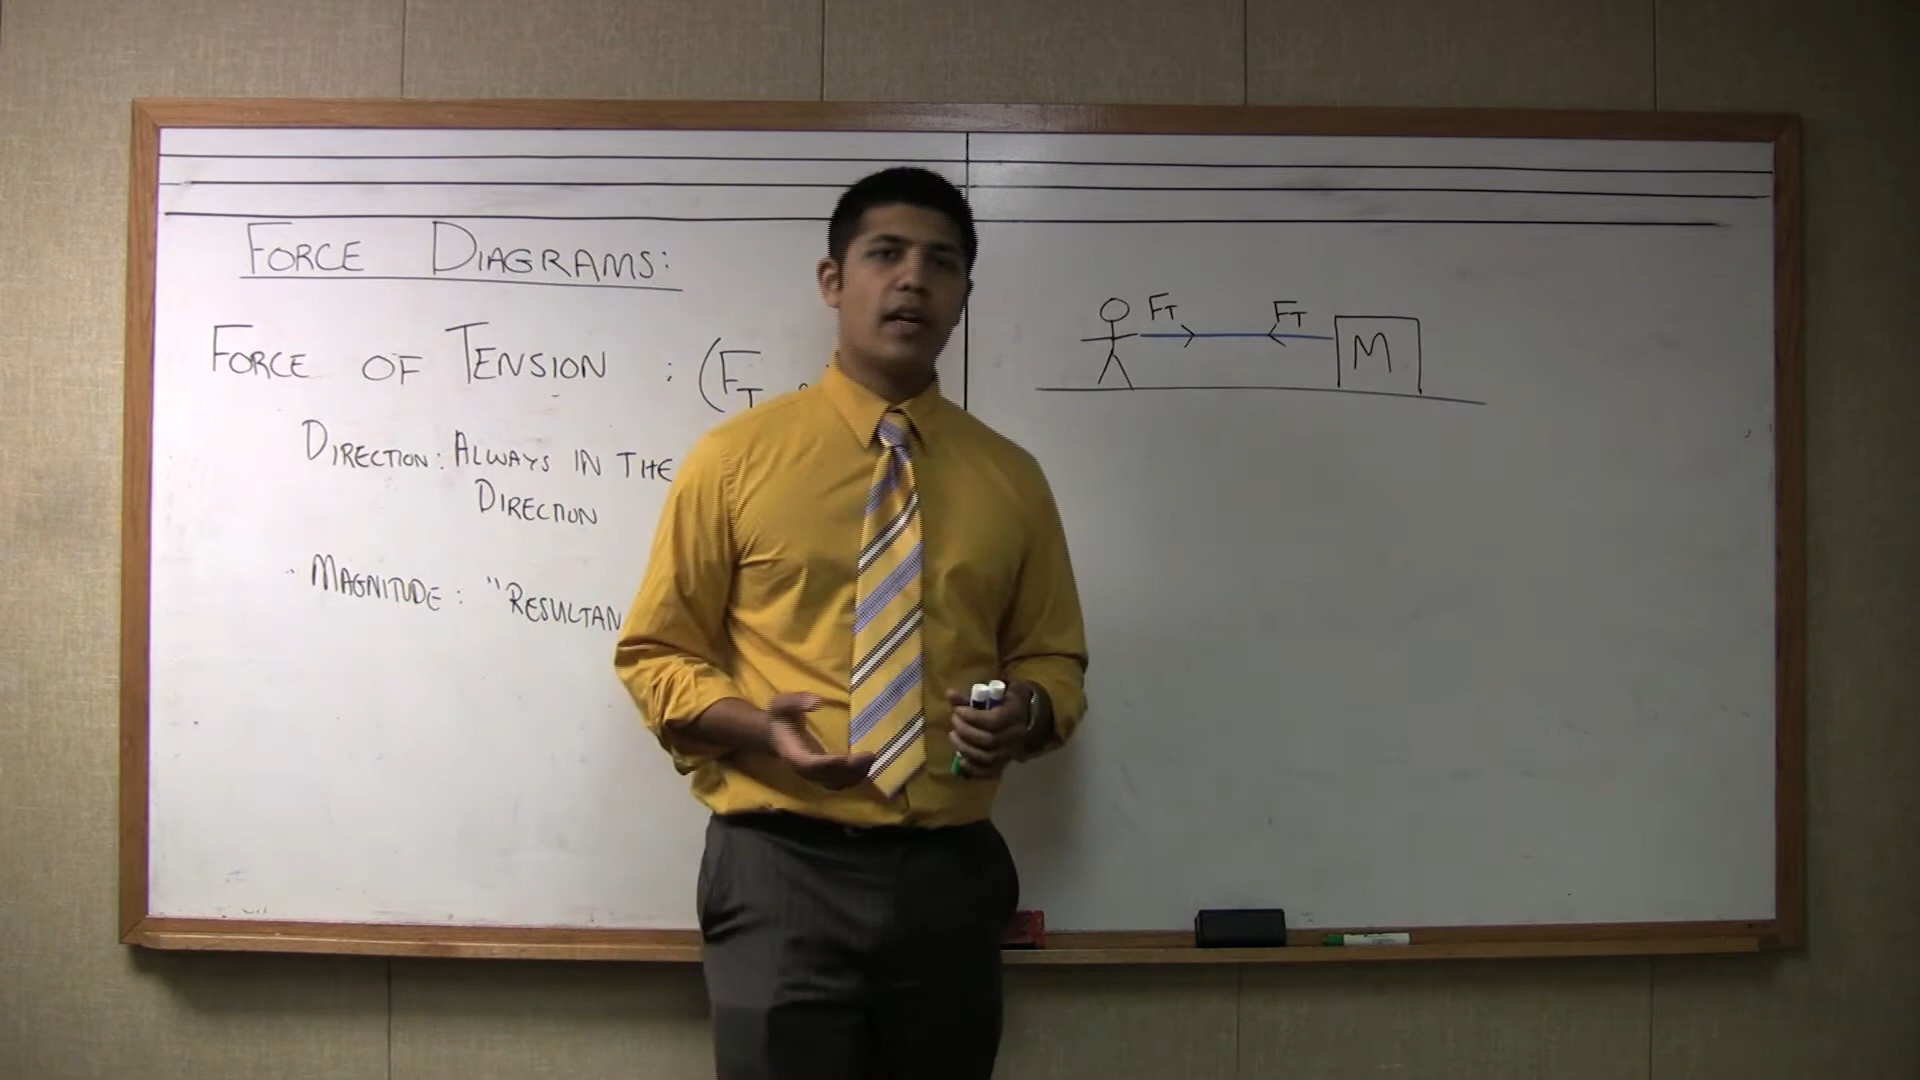 FORCE DIAGRAMS:
FORCE OF TENSION : (FT
DIRECTION: ALWAYS IN THE
DIRECTION
MAGNITUDE: "RESULTAN
FT FT
M